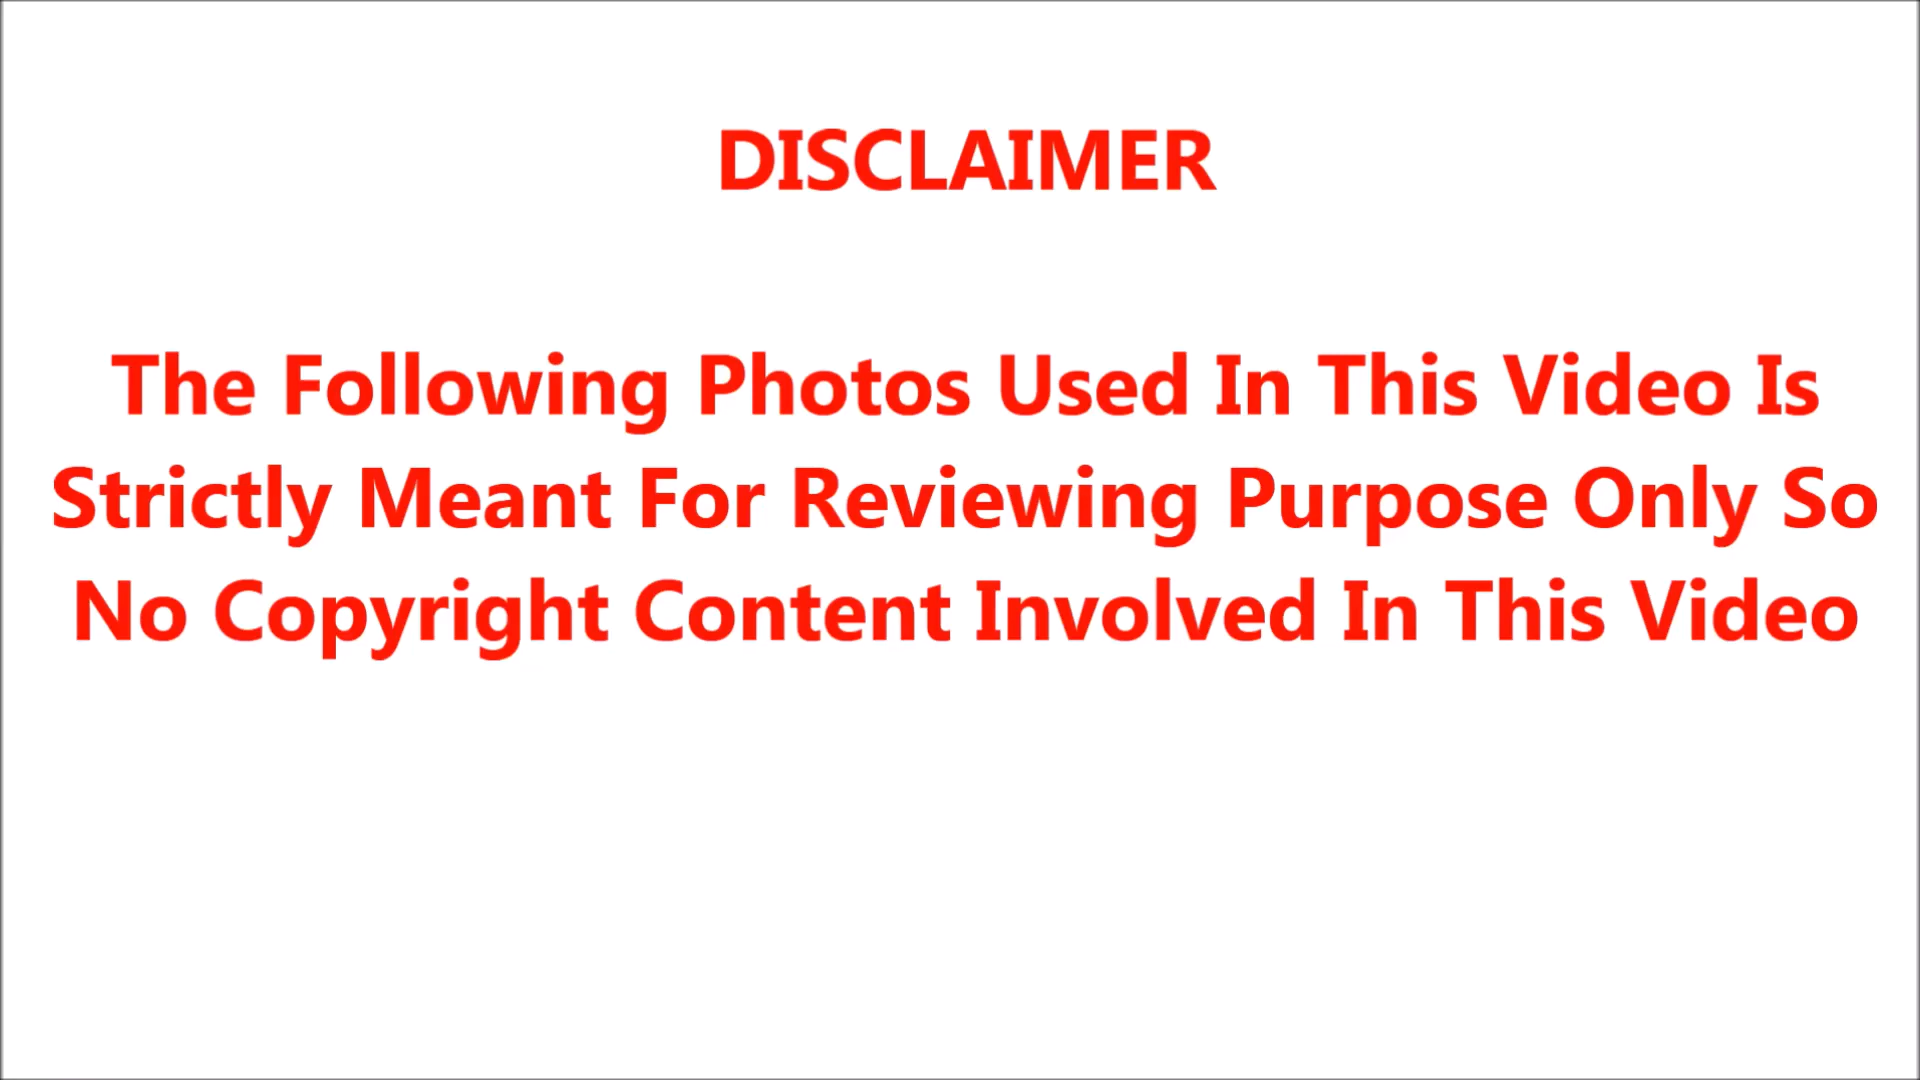 DISCLAIMER
The Following Photos Used In This Video Is
Strictly Meant For Reviewing Purpose Only So
No Copyright Content Involved In This Video